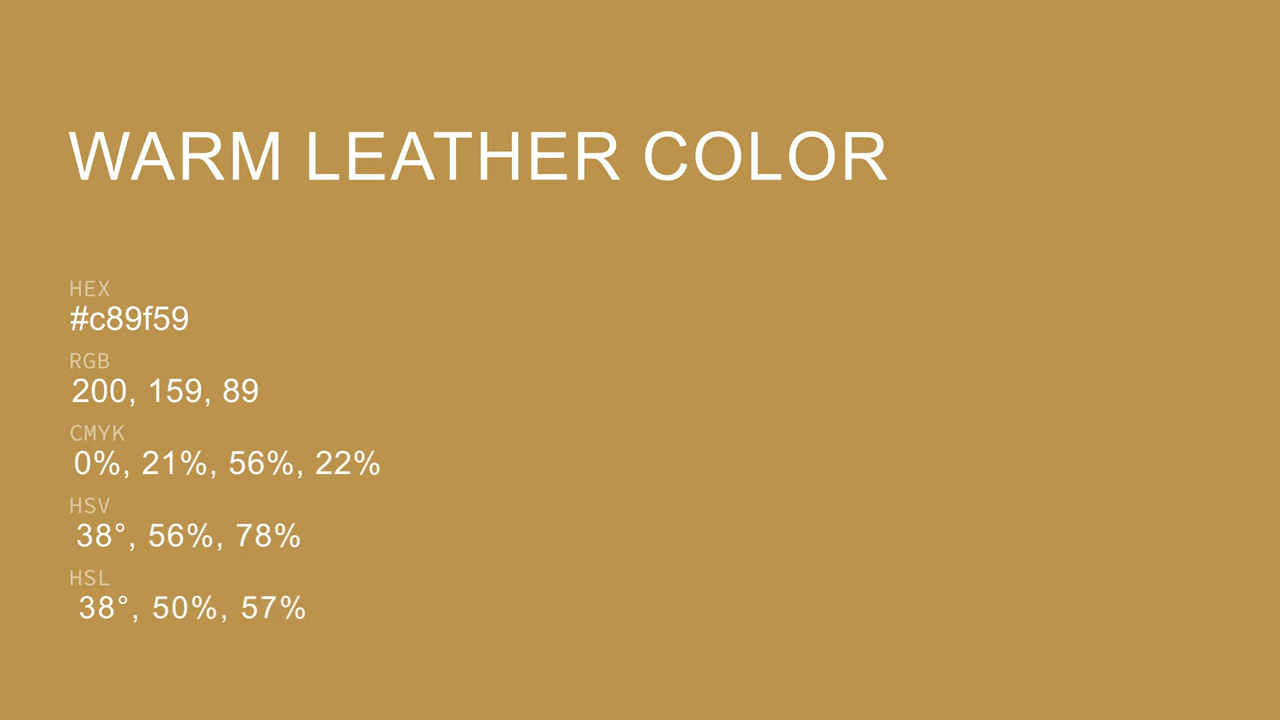 WARM LEATHER COLOR
HEX
#c89f59
RGB
200, 159, 89
CMYK
0%, 21%, 56%, 22%
HSV
38°, 56%, 78%
HSL
38°, 50%, 57%